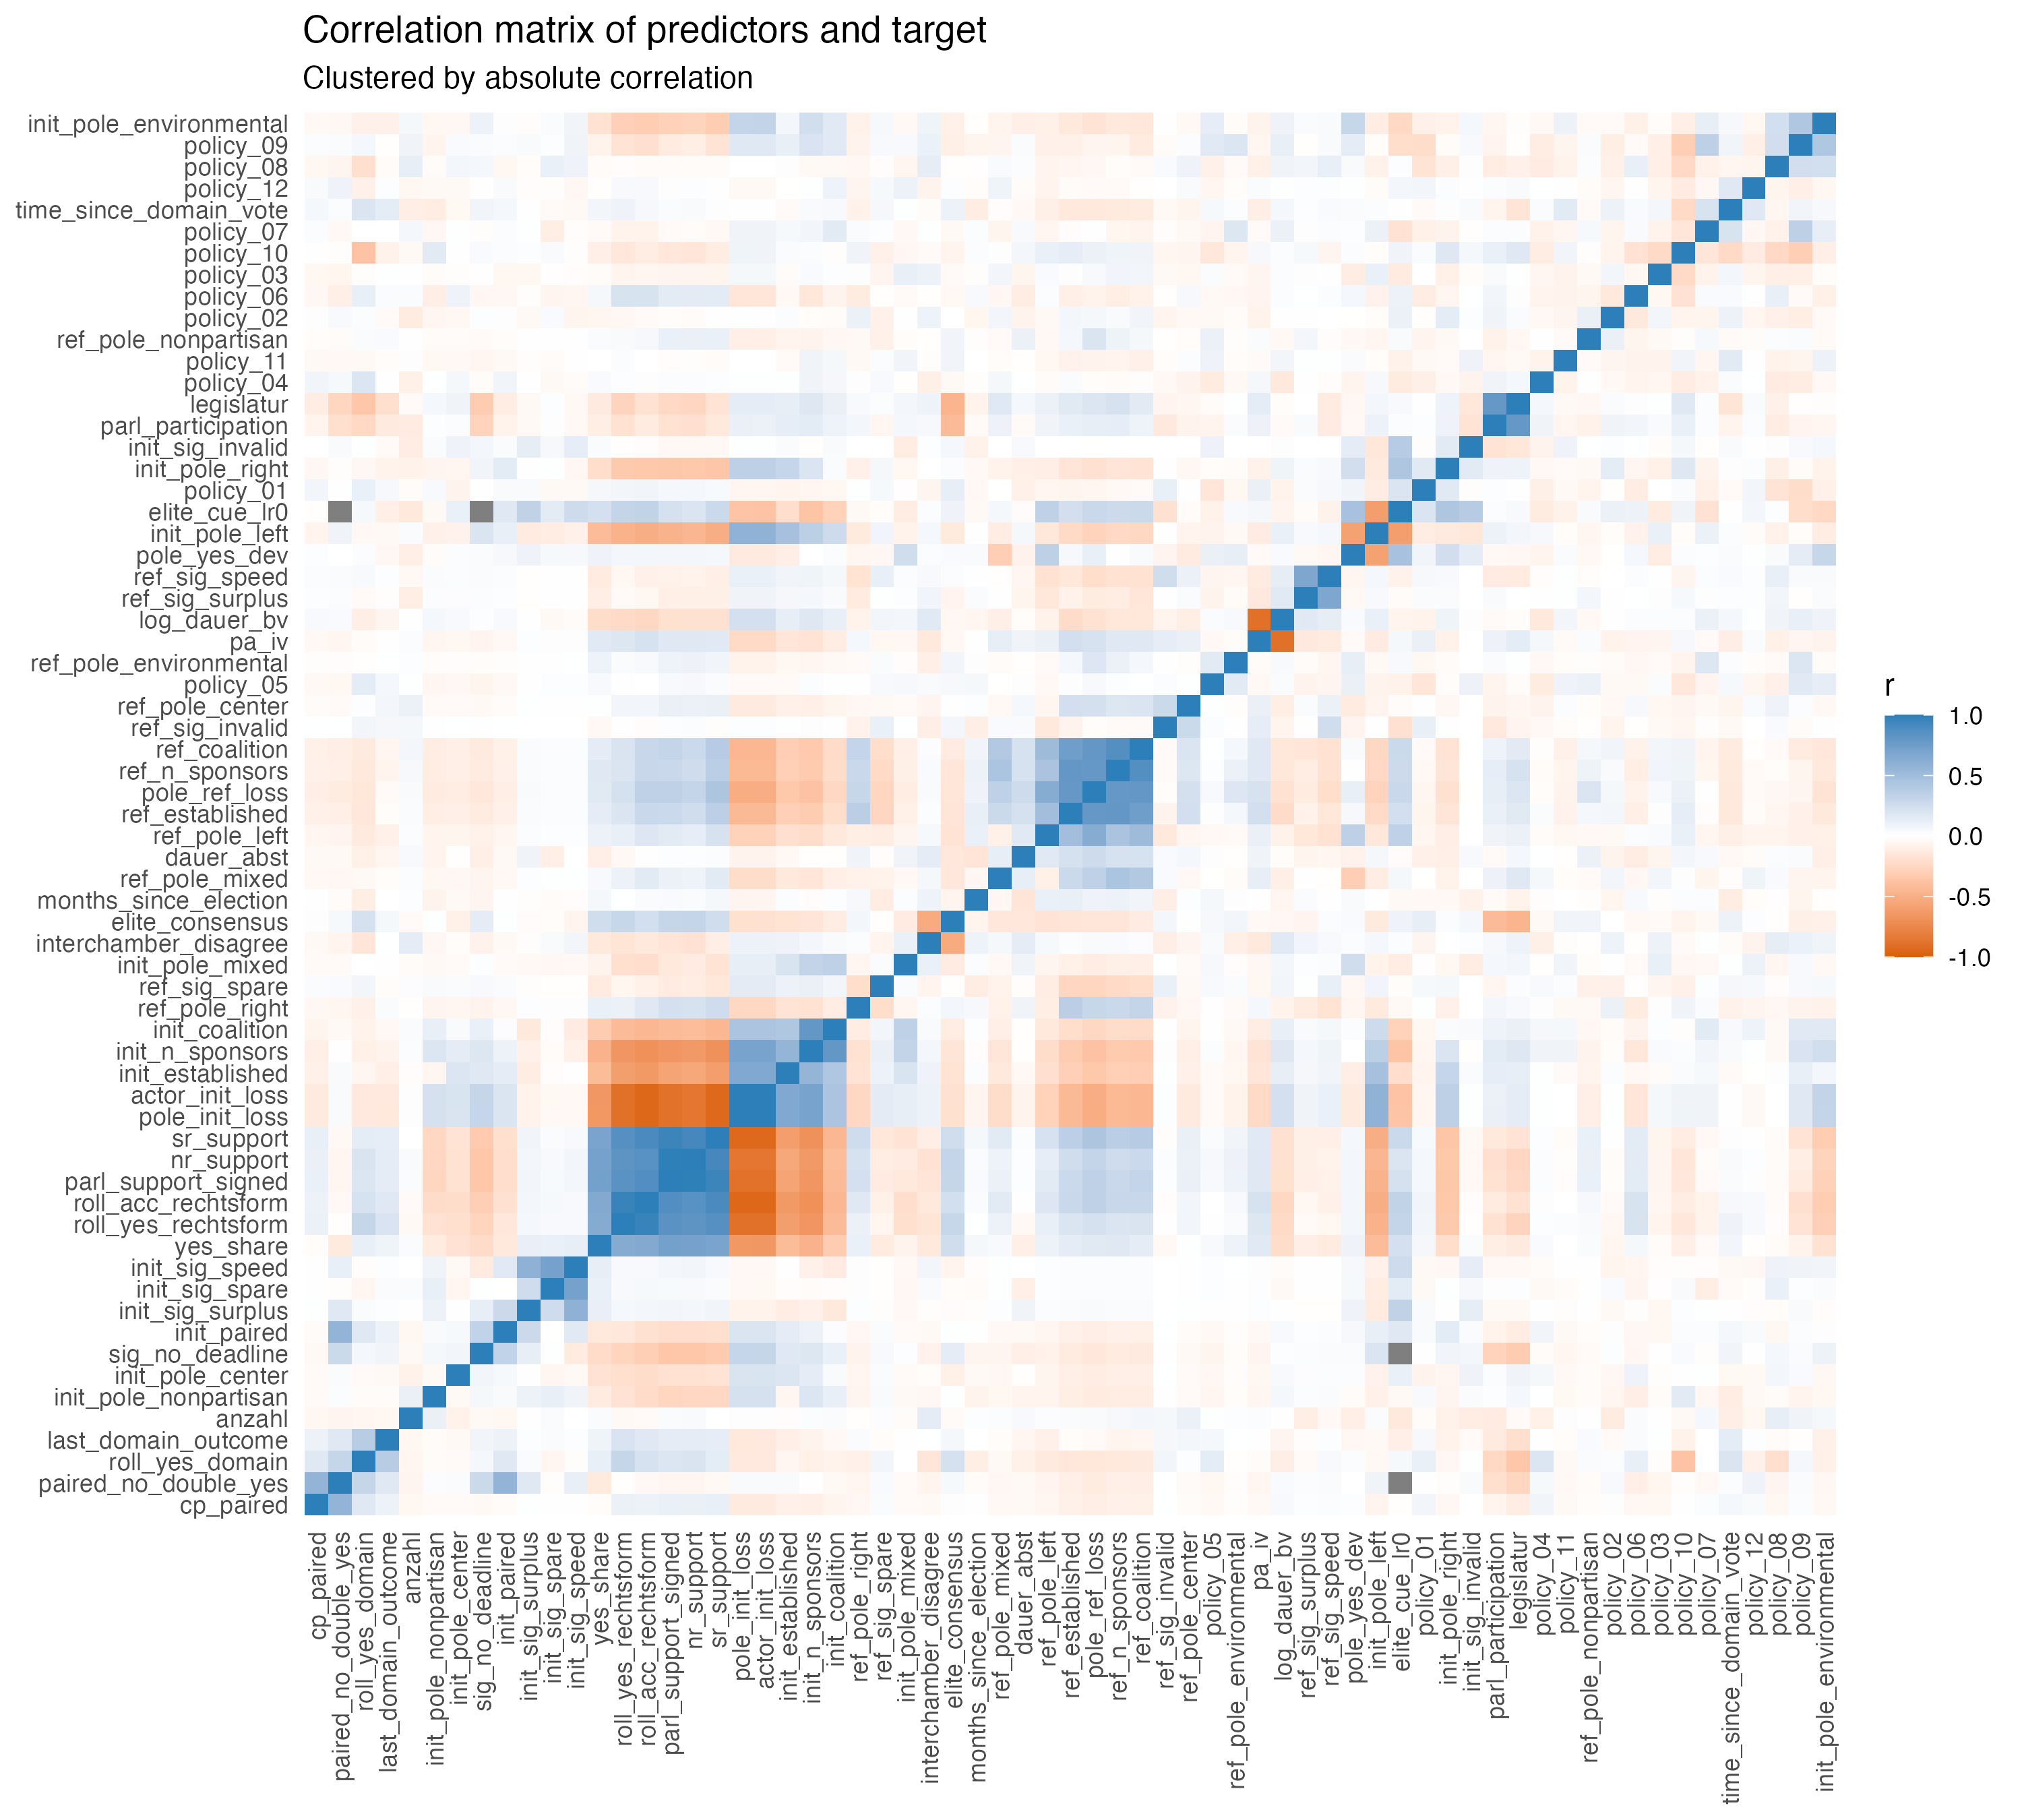 Correlation matrix of predictors and target
Clustered by absolute correlation
init_pole_environmental
policy_09
policy_08
policy_12
time_since_domain_vote
policy_07
policy_10
policy_03
policy_06
policy_02
ref_pole_nonpartisan
policy_11
policy_04
legislatur
parl_participation
init_sig_invalid
init_pole_right
policy_01
elite_cue_lr0
init_pole_left
pole_yes_dev
ref_sig_speed
ref_sig_surplus
log_dauer_bv
pa_iv
ref_pole_environmental
policy_05
ref_pole_center
ref_sig_invalid
ref_coalition
ref_n_sponsors
pole_ref_loss
ref_established
ref_pole_left
dauer_abst
ref_pole_mixed
months_since_election
elite_consensus
interchamber_disagree
init_pole_mixed
ref_sig_spare
ref_pole_right
init_coalition
init_n_sponsors
init_established
actor_init_loss
pole_init_loss
sr_support
nr_support
parl_support_signed
roll_acc_rechtsform
roll_yes_rechtsform
yes_share
init_sig_speed
init_sig_spare
init_sig_surplus
init_paired
sig_no_deadline
init_pole_center
init_pole_nonpartisan
anzahl
last_domain_outcome
roll_yes_domain
paired_no_double_yes
cp_paired
cp_paired
paired_no_double_yes
roll_yes_domain
last_domain_outcome
anzahl
init_pole_nonpartisan
init_pole_center
sig_no_deadline
init_paired
init_sig_surplus
init_sig_spare
init_sig_speed
yes_share
roll_yes_rechtsform
roll_acc_rechtsform
parl_support_signed
nr_support
sr_support
pole_init_loss
actor_init_loss
init_established
init_n_sponsors
init_coalition
ref_pole_right
ref_sig_spare
init_pole_mixed
interchamber_disagree
elite_consensus
months_since_election
ref_pole_mixed
dauer_abst
ref_pole_left
ref_established
pole_ref_loss
ref_n_sponsors
ref_coalition
ref_sig_invalid
ref_pole_center
policy_05
ref_pole_environmental
pa_iv
log_dauer_bv
ref_sig_surplus
ref_sig_speed
pole_yes_dev
init_pole_left
elite_cue_lr0
policy_01
init_pole_right
init_sig_invalid
parl_participation
legislatur
policy_04
policy_11
ref_pole_nonpartisan
policy_02
policy_06
policy_03
policy_10
policy_07
time_since_domain_vote
policy_12
policy_08
policy_09
init_pole_environmental
r
1.0
0.5
0.0
-0.5
-1.0